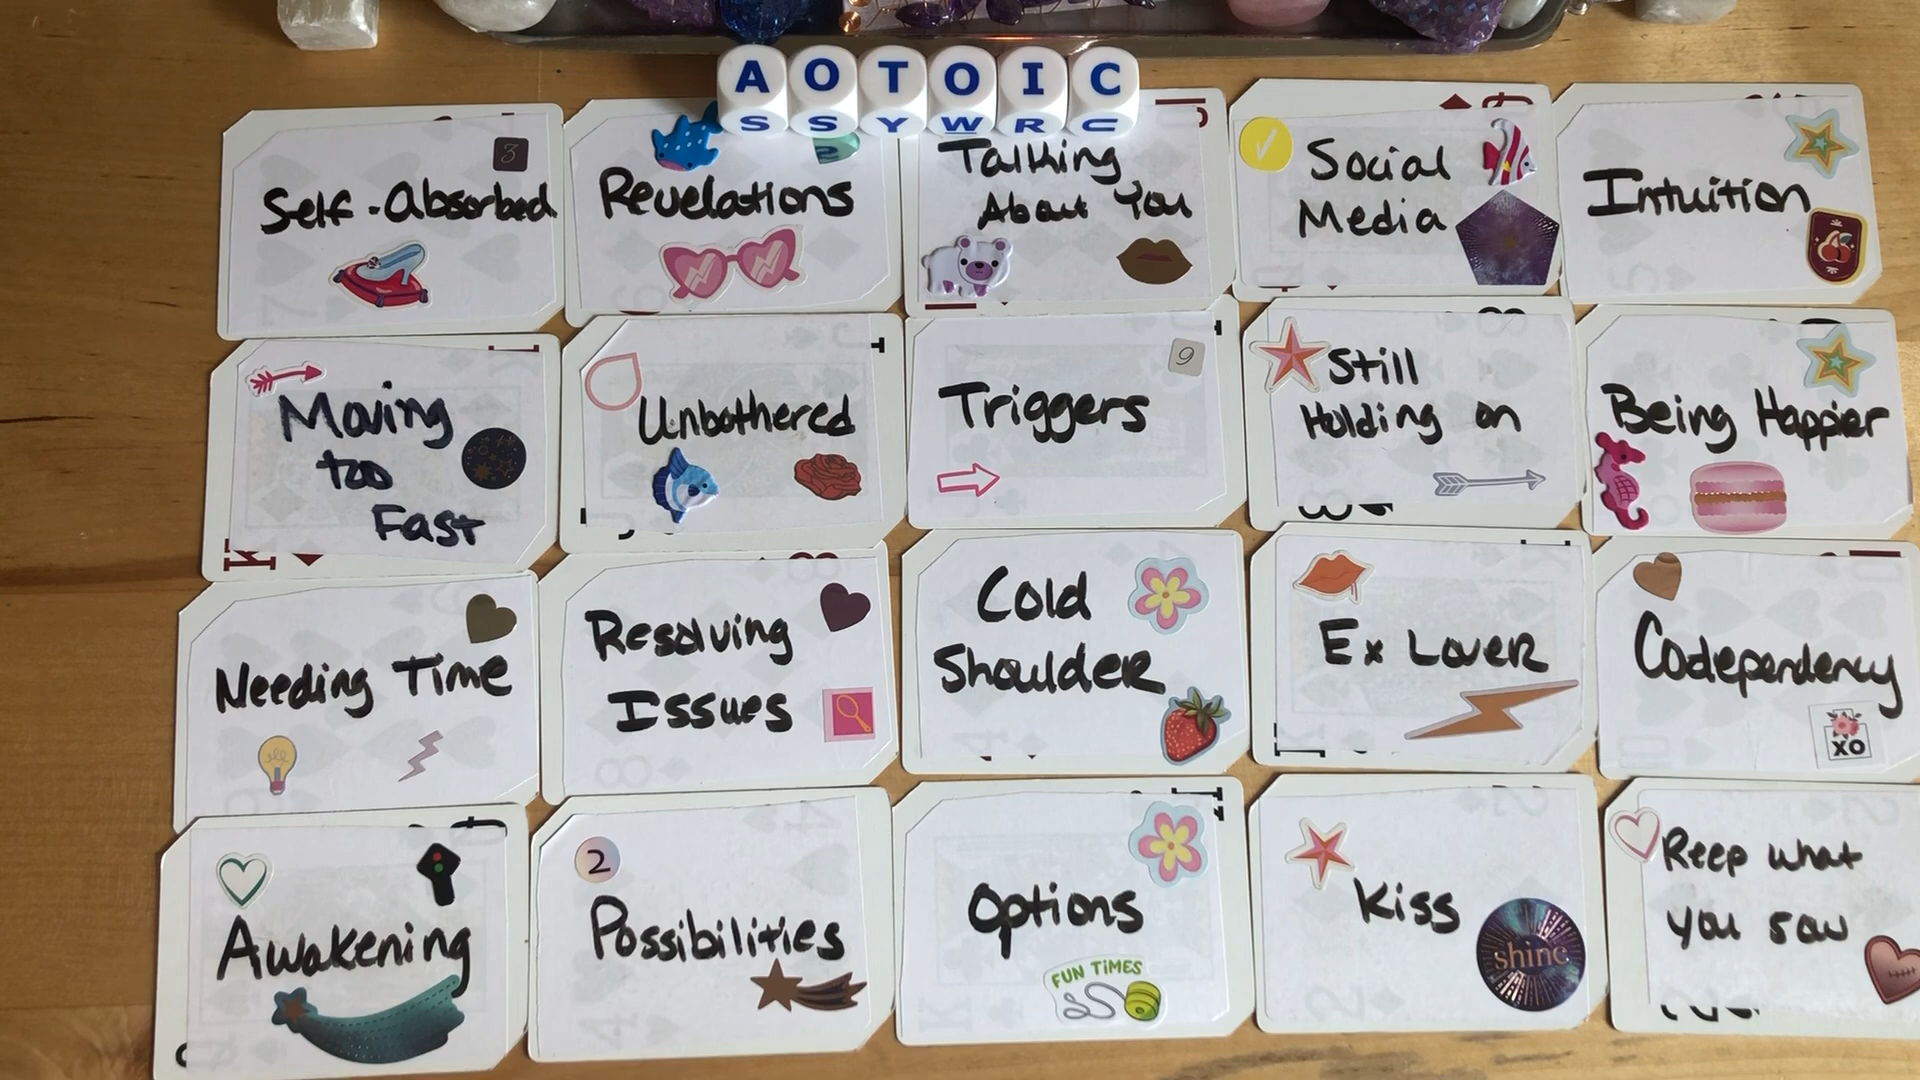 A O T O I C
S S Y W R C
3
Self-Absorbed
Revelations
Talking
About You
Social
Media
Intuition
Moving
too
Fast
Unbothered
Triggers
9
Still
Holding on
Being Happier
Needing Time
Resolving
Issues
Cold
Shoulder
Ex Lover
Codependency
XO
Awakening
2
Possibilities
Options
FUN TIMES
Kiss
shine
Reep what
you sow